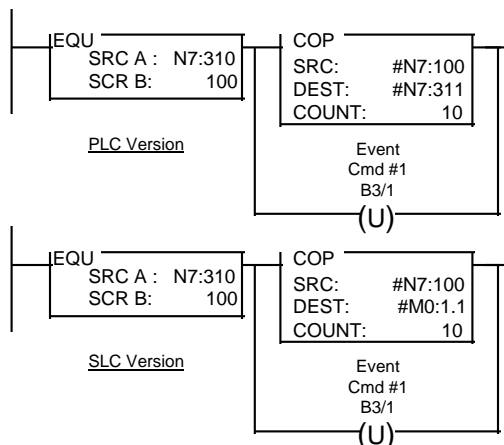 EQU
SRC A : N7:310
SCR B: 100
COP
SRC: #N7:100
DEST: #N7:311
COUNT: 10
PLC Version
Event
Cmd #1
B3/1
(U)
EQU
SRC A : N7:310
SCR B: 100
COP
SRC: #N7:100
DEST: #M0:1.1
COUNT: 10
SLC Version
Event
Cmd #1
B3/1
(U)